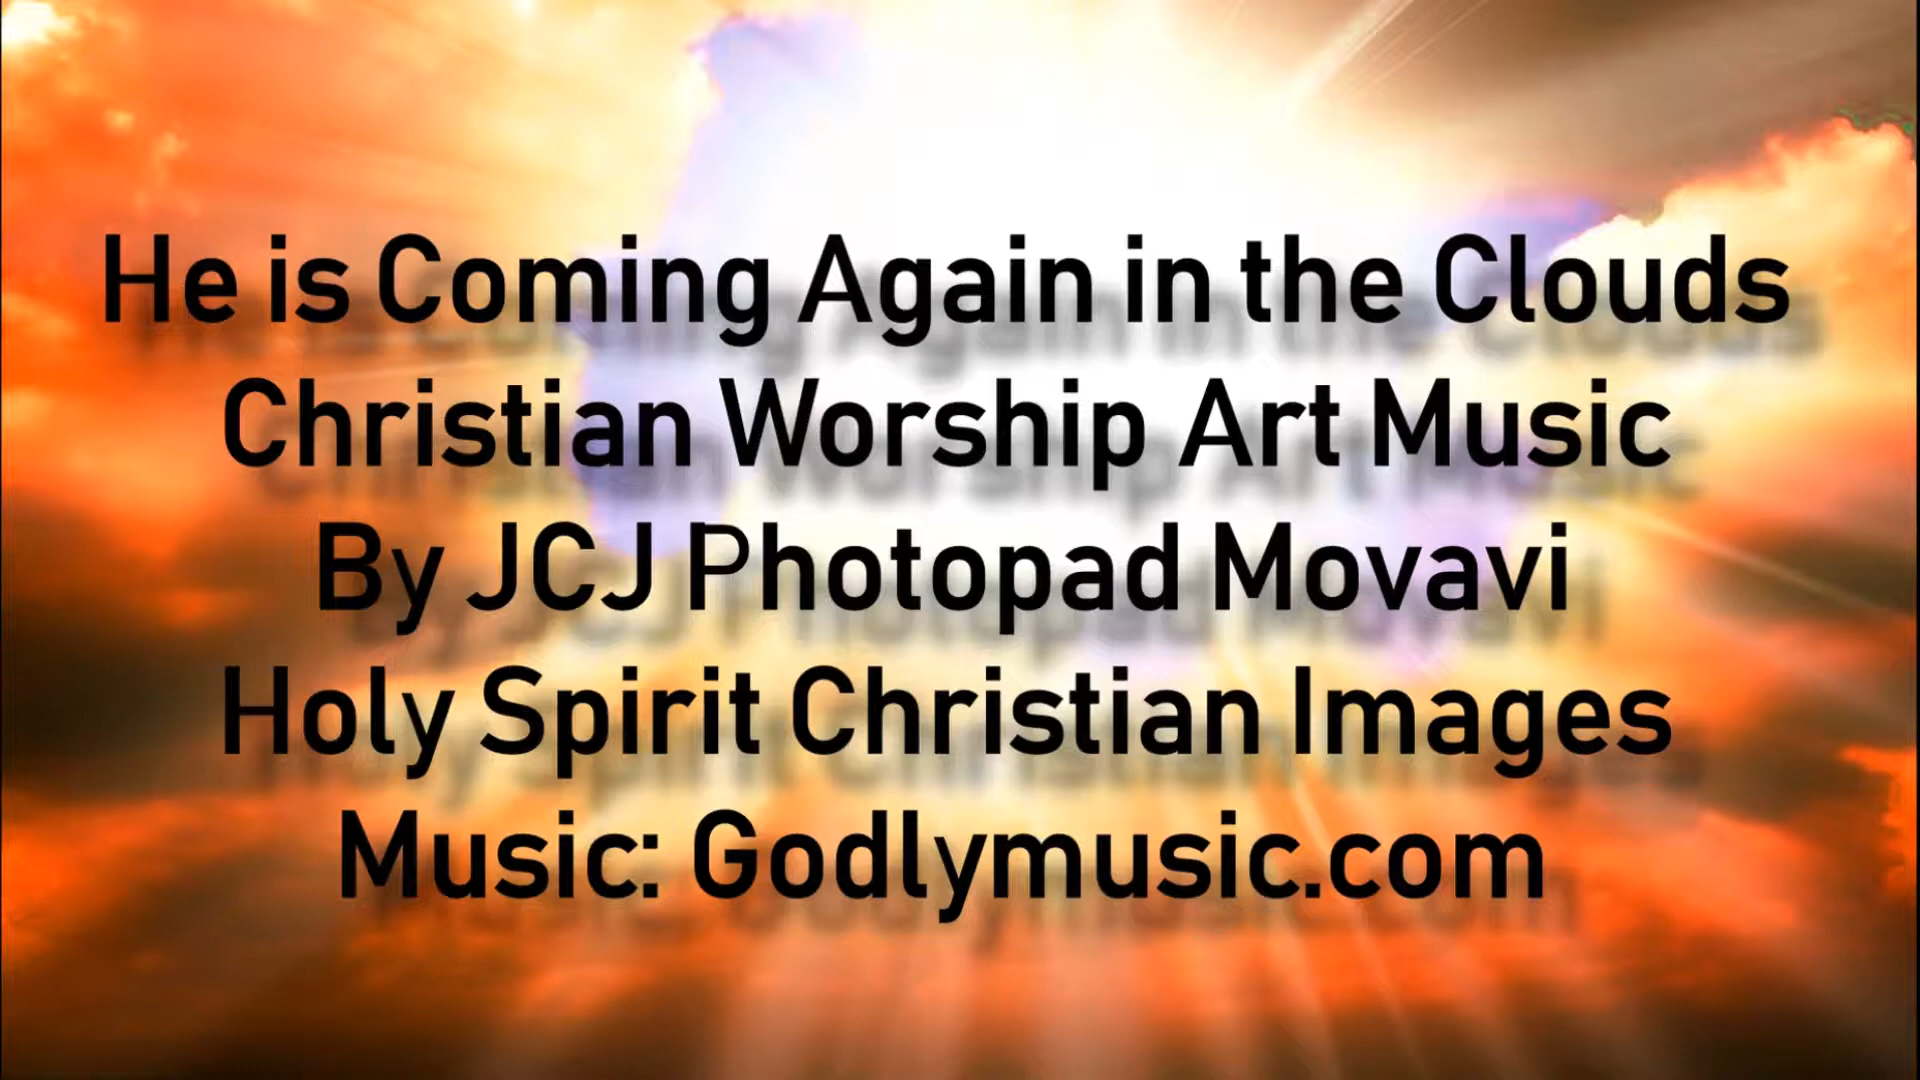 He is Coming Again in the Clouds
Christian Worship Art Music
By JCJ Photopad Movavi
Holy Spirit Christian Images
Music: Godlymusic.com